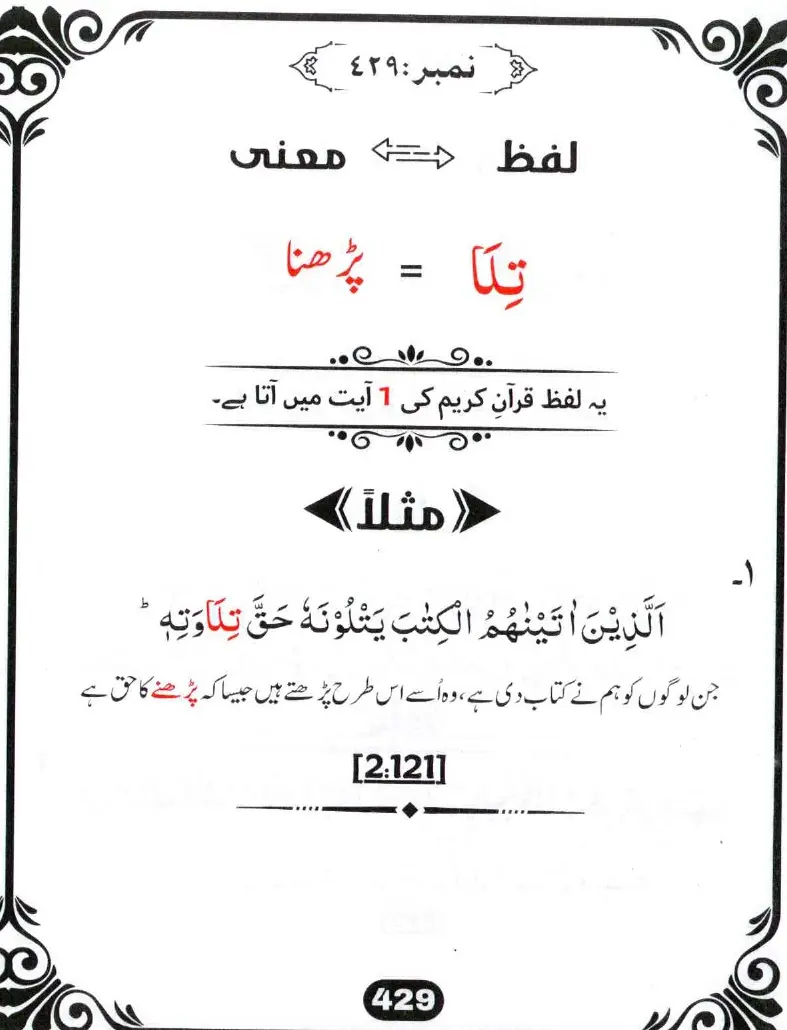 نمبر:٤٢٩
لفظ معنی
تِلَا = پڑھنا
یہ لفظ قرآنِ کریم کی 1 آیت میں آتا ہے۔
مثلاً
١۔
اَلَّذِیْنَ اٰتَیْنٰهُمُ الْکِتٰبَ یَتْلُوْنَهٗ حَقَّ تِلَاوَتِهٖ ؕ
جن لوگوں کو ہم نے کتاب دی ہے، وہ اُسے اس طرح پڑھتے ہیں جیسا کہ پڑھنے کا حق ہے
[2:121]
429